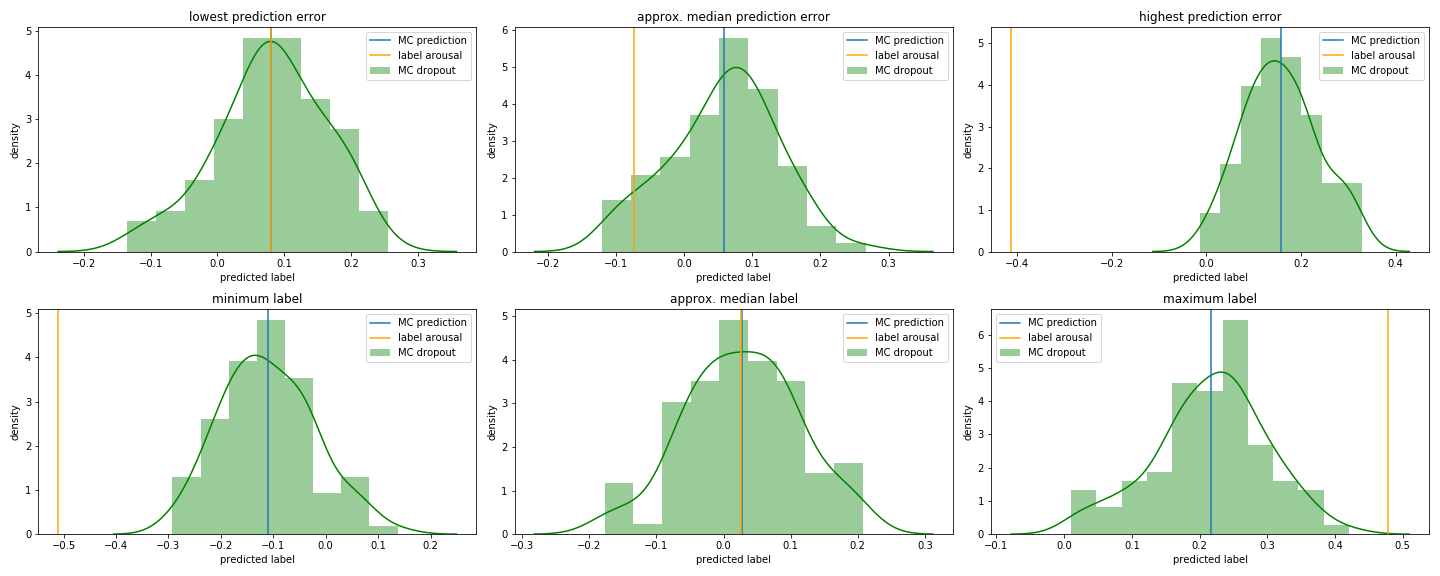 lowest prediction error
MC prediction
label arousal
MC dropout
density
5
4
3
2
1
0
−0.2 −0.1 0.0 0.1 0.2 0.3
predicted label
approx. median prediction error
MC prediction
label arousal
MC dropout
density
6
5
4
3
2
1
0
−0.2 −0.1 0.0 0.1 0.2 0.3
predicted label
highest prediction error
MC prediction
label arousal
MC dropout
density
5
4
3
2
1
0
−0.4 −0.2 0.0 0.2 0.4
predicted label
minimum label
MC prediction
label arousal
MC dropout
density
5
4
3
2
1
0
−0.5 −0.4 −0.3 −0.2 −0.1 0.0 0.1 0.2
predicted label
approx. median label
MC prediction
label arousal
MC dropout
density
5
4
3
2
1
0
−0.3 −0.2 −0.1 0.0 0.1 0.2 0.3
predicted label
maximum label
MC prediction
label arousal
MC dropout
density
6
5
4
3
2
1
0
−0.1 0.0 0.1 0.2 0.3 0.4 0.5
predicted label